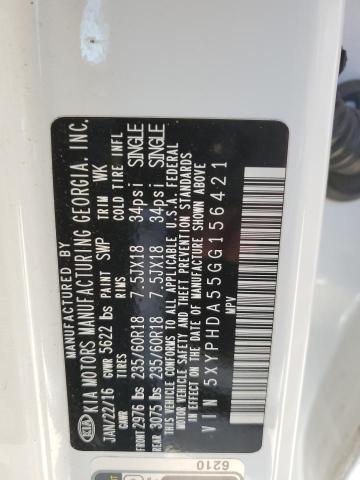 MANUFACTURED BY
KIA KIA MOTORS MANUFACTURING GEORGIA, INC.
JAN/22/16 GVWR 5622 lbs PAINT SWP TRIM WK
GAWR RIMS COLD TIRE INFL
FRONT 2976 lbs 235/60R18 7.5JX18 34psi SINGLE
REAR 3075 lbs 235/60R18 7.5JX18 34psi SINGLE
THIS VEHICLE CONFORMS TO ALL APPLICABLE U.S.A. FEDERAL
MOTOR VEHICLE SAFETY AND THEFT PREVENTION STANDARDS
IN EFFECT ON THE DATE OF MANUFACTURE SHOWN ABOVE
VIN 5XYPHDA55GG156421
MPV
6210